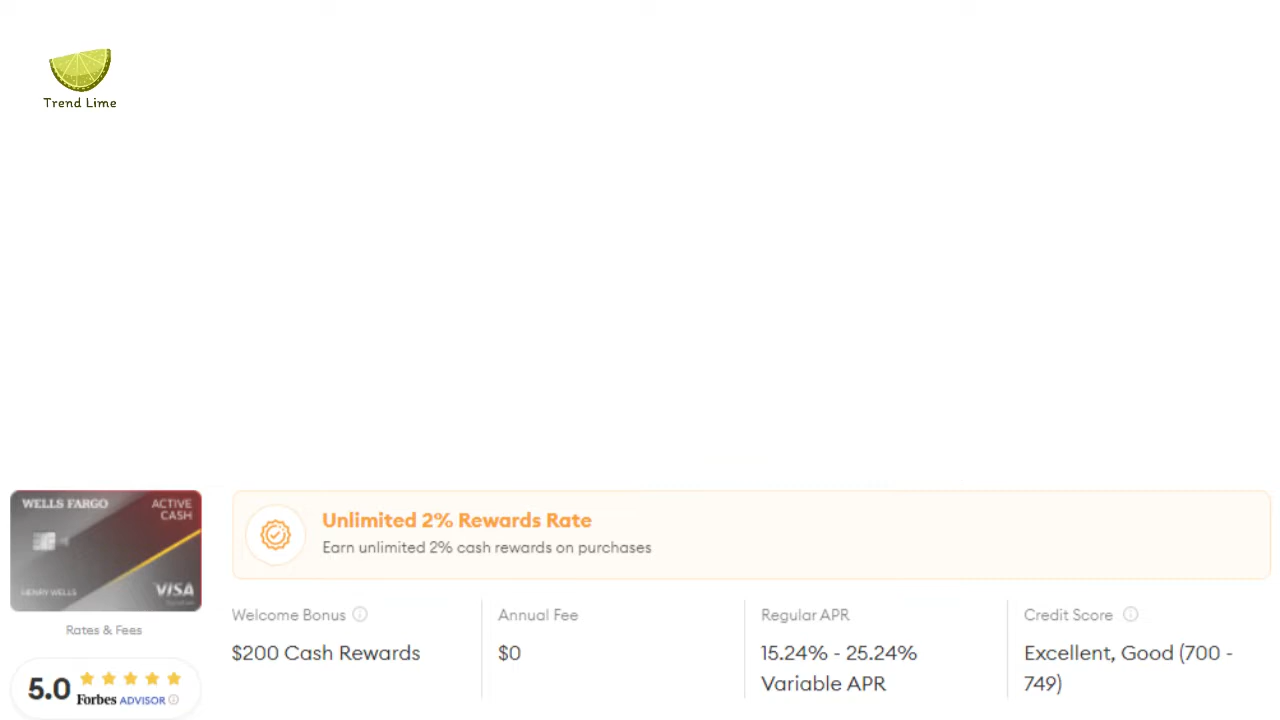 Trend Lime
WELLS FARGO
ACTIVE
CASH
HENRY WELLS
VISA
Rates & Fees
5.0
Forbes ADVISOR
Unlimited 2% Rewards Rate
Earn unlimited 2% cash rewards on purchases
Welcome Bonus
$200 Cash Rewards
Annual Fee
$0
Regular APR
15.24% - 25.24%
Variable APR
Credit Score
Excellent, Good (700 -
749)